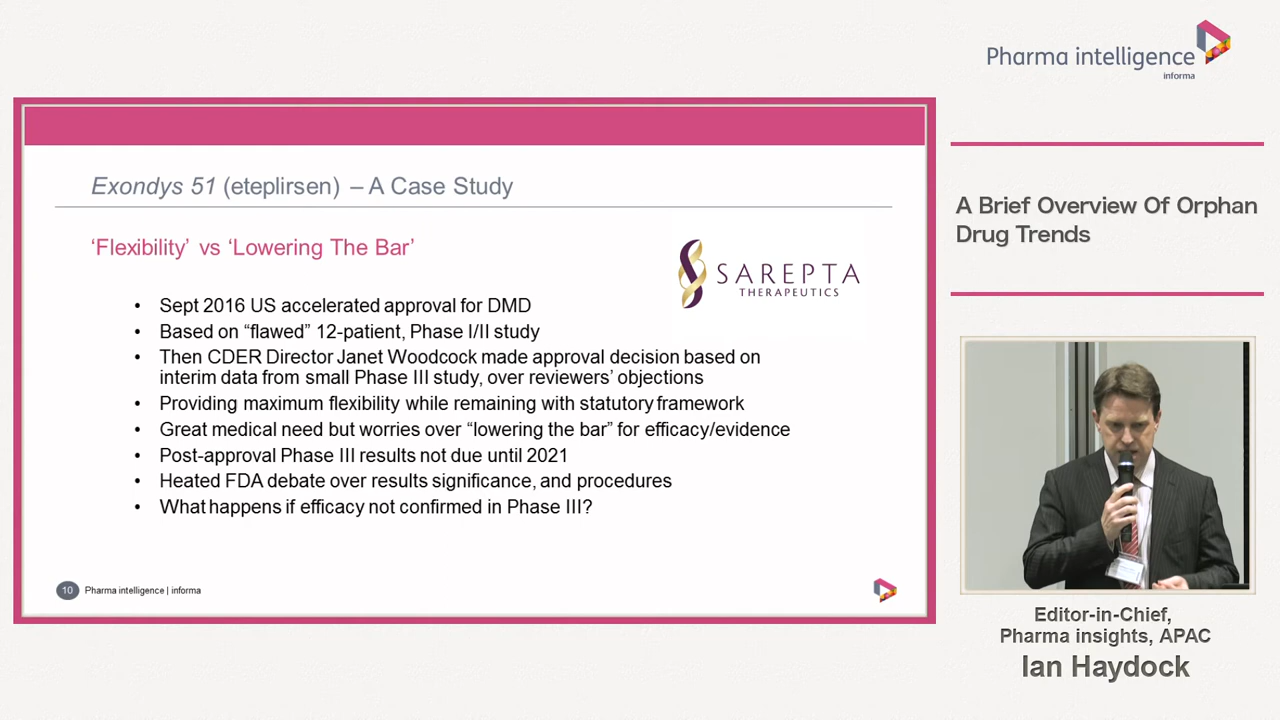 Pharma intelligence
informa
Exondys 51 (eteplirsen) – A Case Study
‘Flexibility’ vs ‘Lowering The Bar’
SAREPTA
THERAPEUTICS
• Sept 2016 US accelerated approval for DMD
• Based on “flawed” 12-patient, Phase I/II study
• Then CDER Director Janet Woodcock made approval decision based on
interim data from small Phase III study, over reviewers’ objections
• Providing maximum flexibility while remaining with statutory framework
• Great medical need but worries over “lowering the bar” for efficacy/evidence
• Post-approval Phase III results not due until 2021
• Heated FDA debate over results significance, and procedures
• What happens if efficacy not confirmed in Phase III?
10 Pharma intelligence | informa
A Brief Overview Of Orphan
Drug Trends
Editor-in-Chief,
Pharma insights, APAC
Ian Haydock